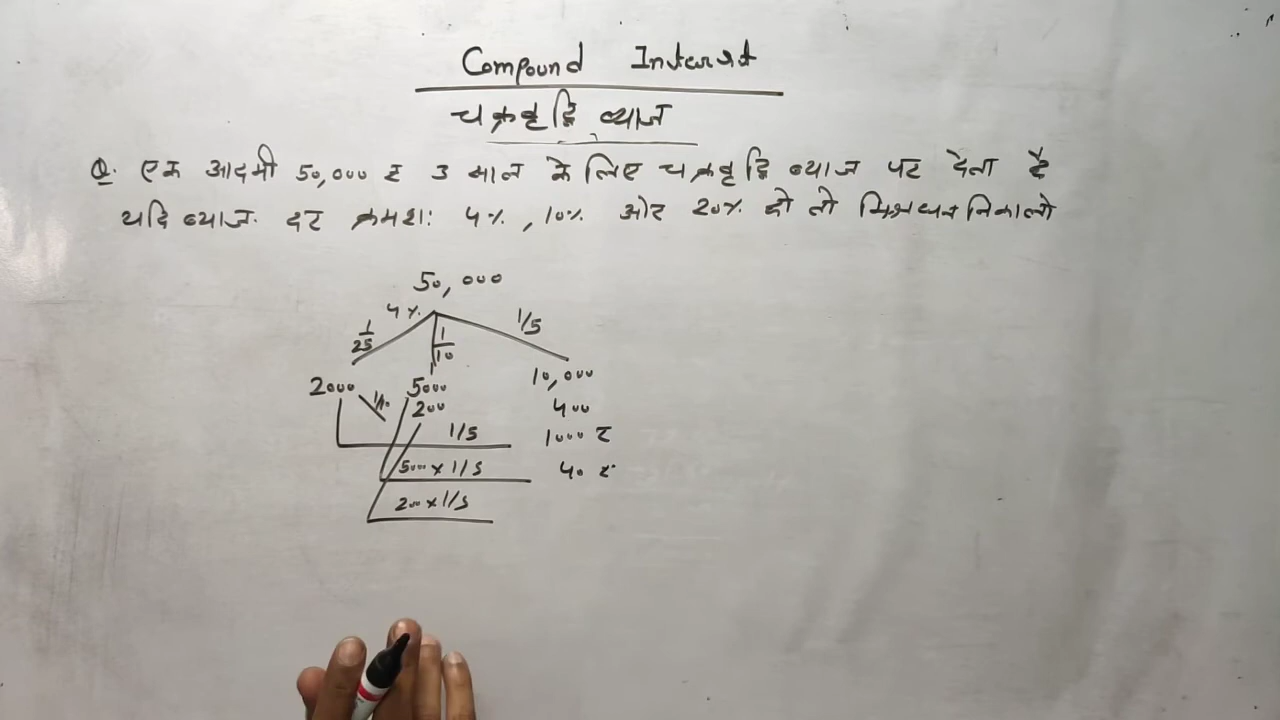 Compound Interest
चक्रवृद्धि ब्याज
Q. एक आदमी 50,000 ₹ 3 साल के लिए चक्रवृद्धि ब्याज पर देता है
यदि ब्याज दर क्रमशः 4%, 10% और 20% हो तो मिश्रधन निकालो
50,000
4%
1/25
1/10
1/5
2000
1/10
5000
10,000
200
400
1/5
1000 ₹
5000 x 1/5
40 ₹
200 x 1/5